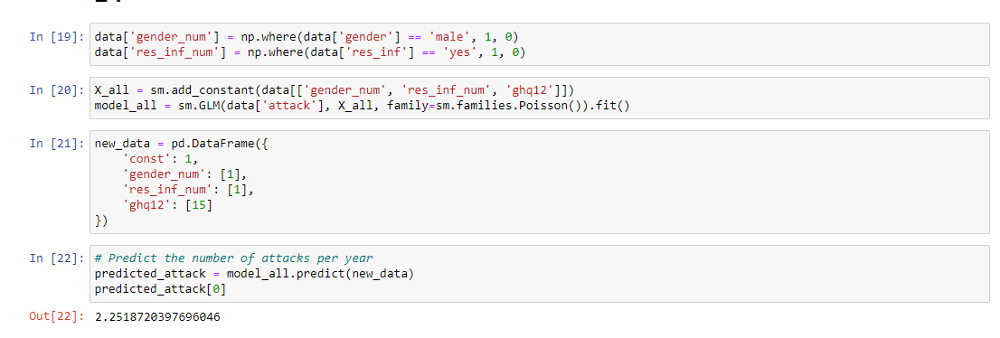 In [19]: data['gender_num'] = np.where(data['gender'] == 'male', 1, 0)
data['res_inf_num'] = np.where(data['res_inf'] == 'yes', 1, 0)
In [20]: X_all = sm.add_constant(data[['gender_num', 'res_inf_num', 'ghq12']])
model_all = sm.GLM(data['attack'], X_all, family=sm.families.Poisson()).fit()
In [21]: new_data = pd.DataFrame({
    'const': 1,
    'gender_num': [1],
    'res_inf_num': [1],
    'ghq12': [15]
})
In [22]: # Predict the number of attacks per year
predicted_attack = model_all.predict(new_data)
predicted_attack[0]
Out[22]: 2.2518720397696046